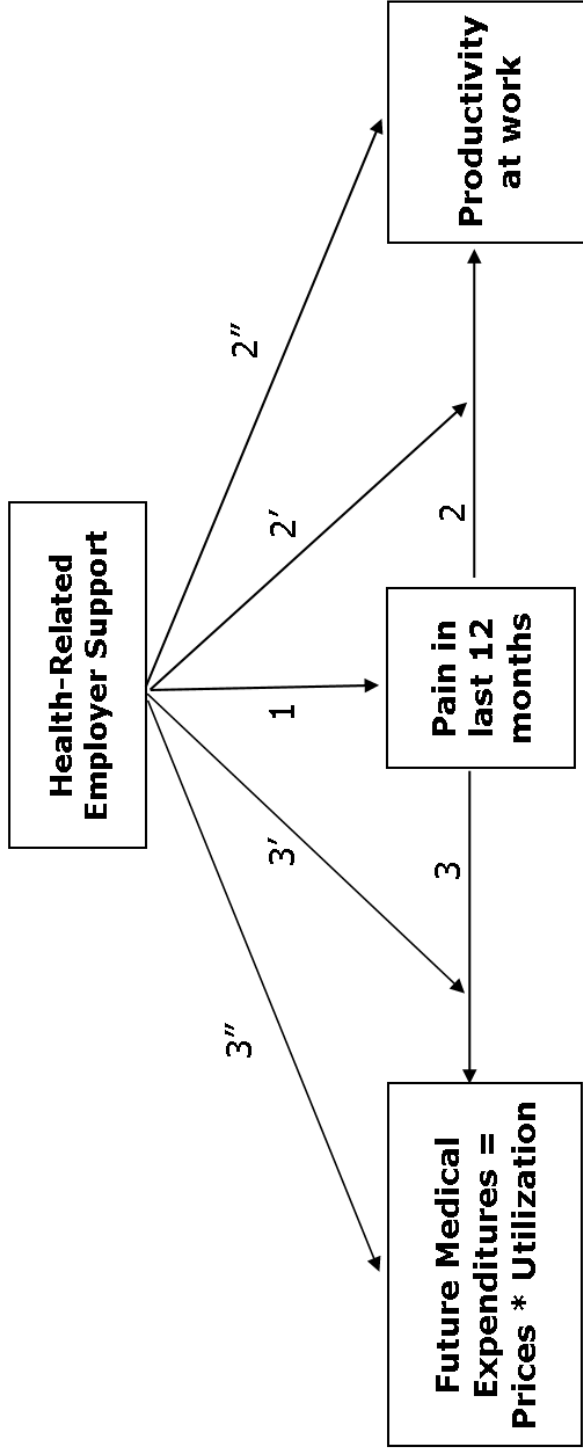 Health-Related
Employer Support
3″
3′
1
2′
2″
3
2
Future Medical
Expenditures =
Prices * Utilization
Pain in
last 12
months
Productivity
at work